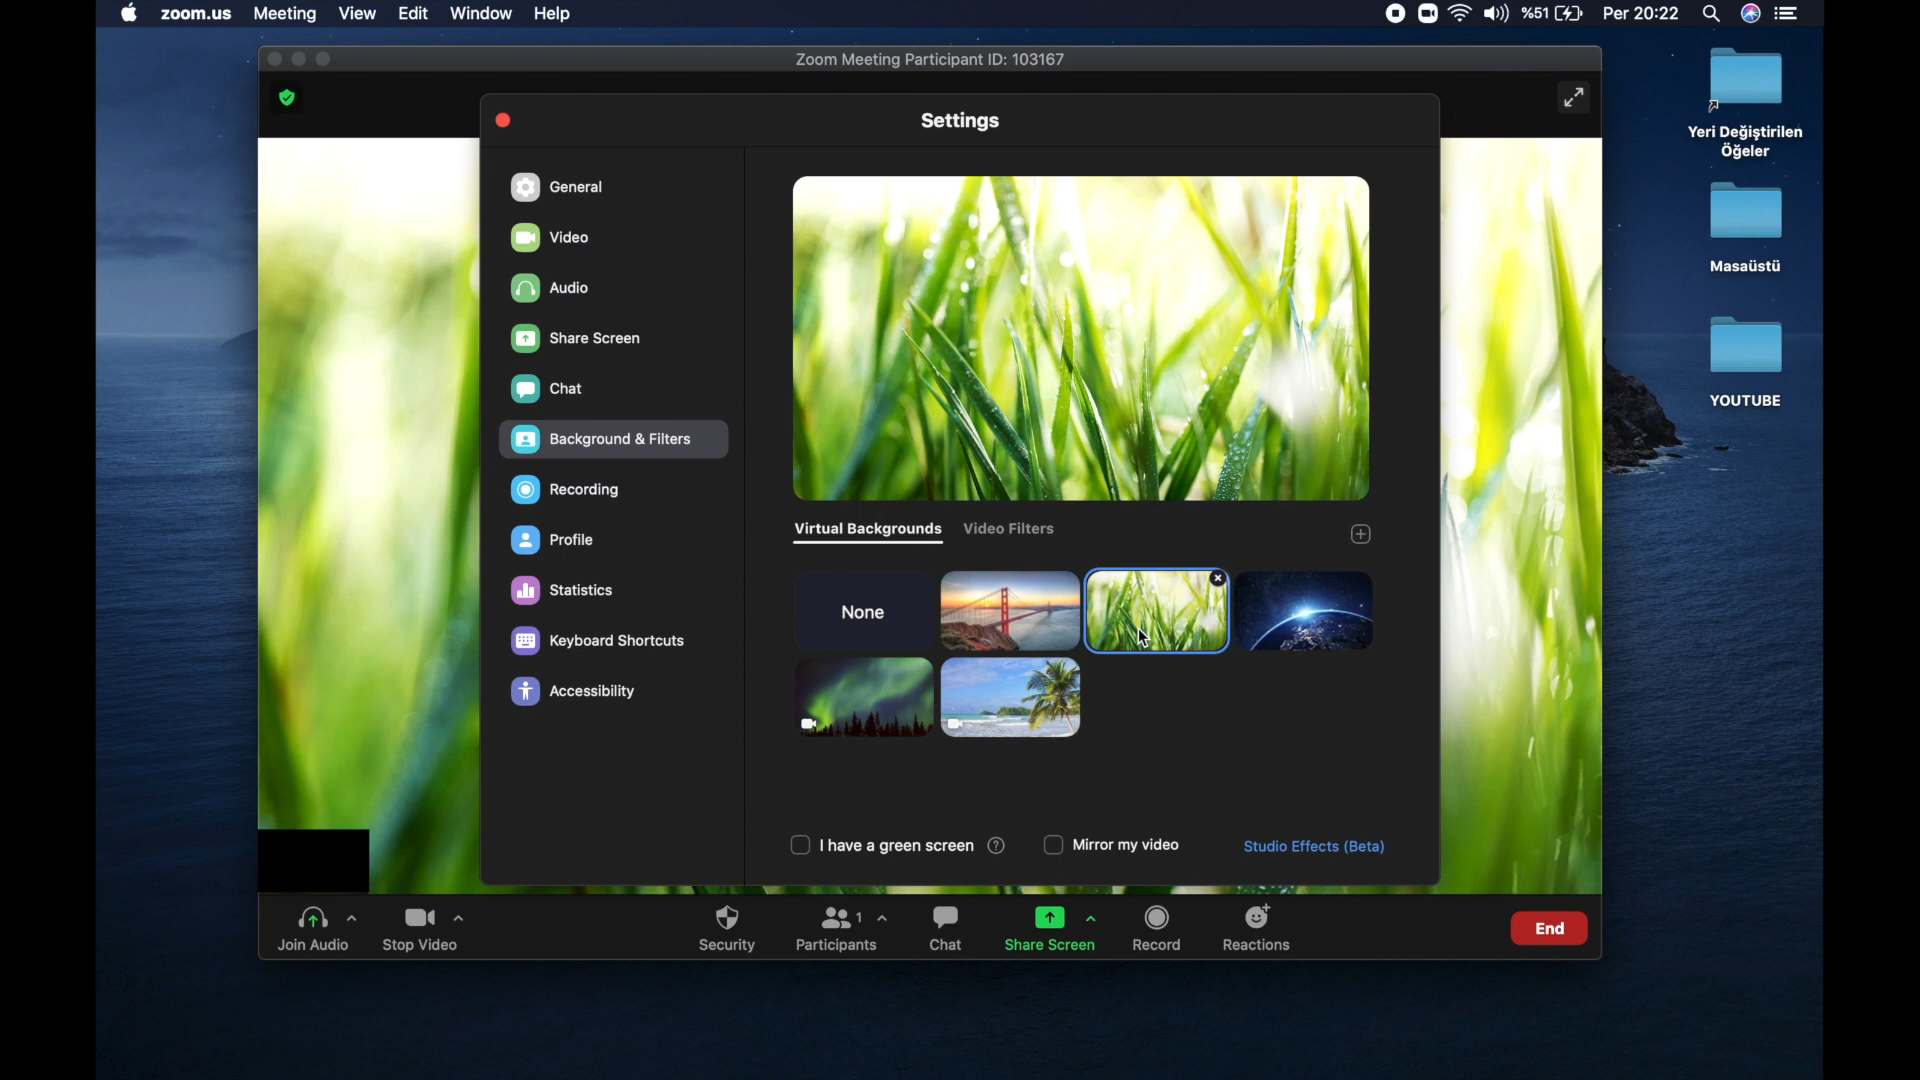 zoom.us Meeting View Edit Window Help %51 Per 20:22
Zoom Meeting Participant ID: 103167
Settings
General
Video
Audio
Share Screen
Chat
Background & Filters
Recording
Profile
Statistics
Keyboard Shortcuts
Accessibility
Virtual Backgrounds Video Filters
None
I have a green screen ? Mirror my video Studio Effects (Beta)
Yeri Değiştirilen
Öğeler
Masaüstü
YOUTUBE
1
Join Audio Stop Video Security Participants Chat Share Screen Record Reactions End